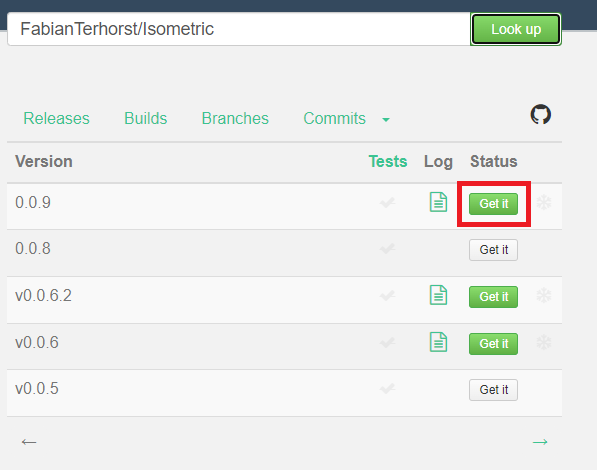 FabianTerhorst/Isometric Look up
Releases Builds Branches Commits
Version Tests Log Status
0.0.9 Get it
0.0.8 Get it
v0.0.6.2 Get it
v0.0.6 Get it
v0.0.5 Get it
← →